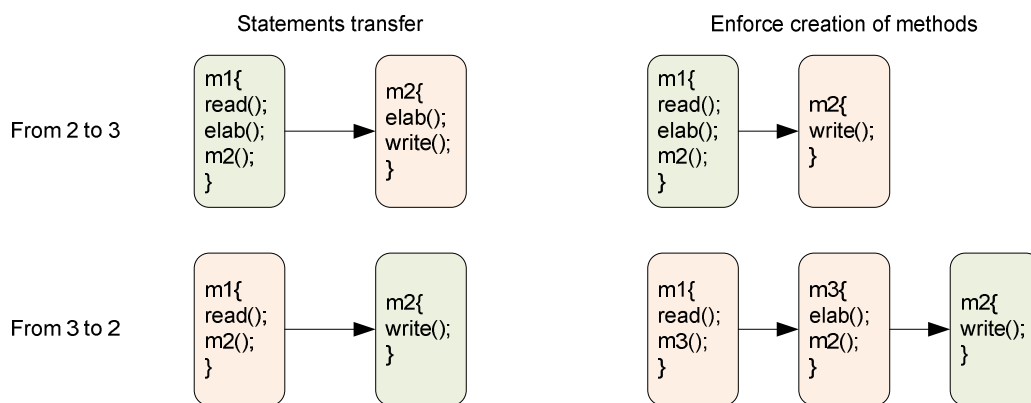 Statements transfer
Enforce creation of methods
From 2 to 3
m1{
read();
elab();
m2();
}
m2{
elab();
write();
}
m1{
read();
elab();
m2();
}
m2{
write();
}
From 3 to 2
m1{
read();
m2();
}
m2{
write();
}
m1{
read();
m3();
}
m3{
elab();
m2();
}
m2{
write();
}